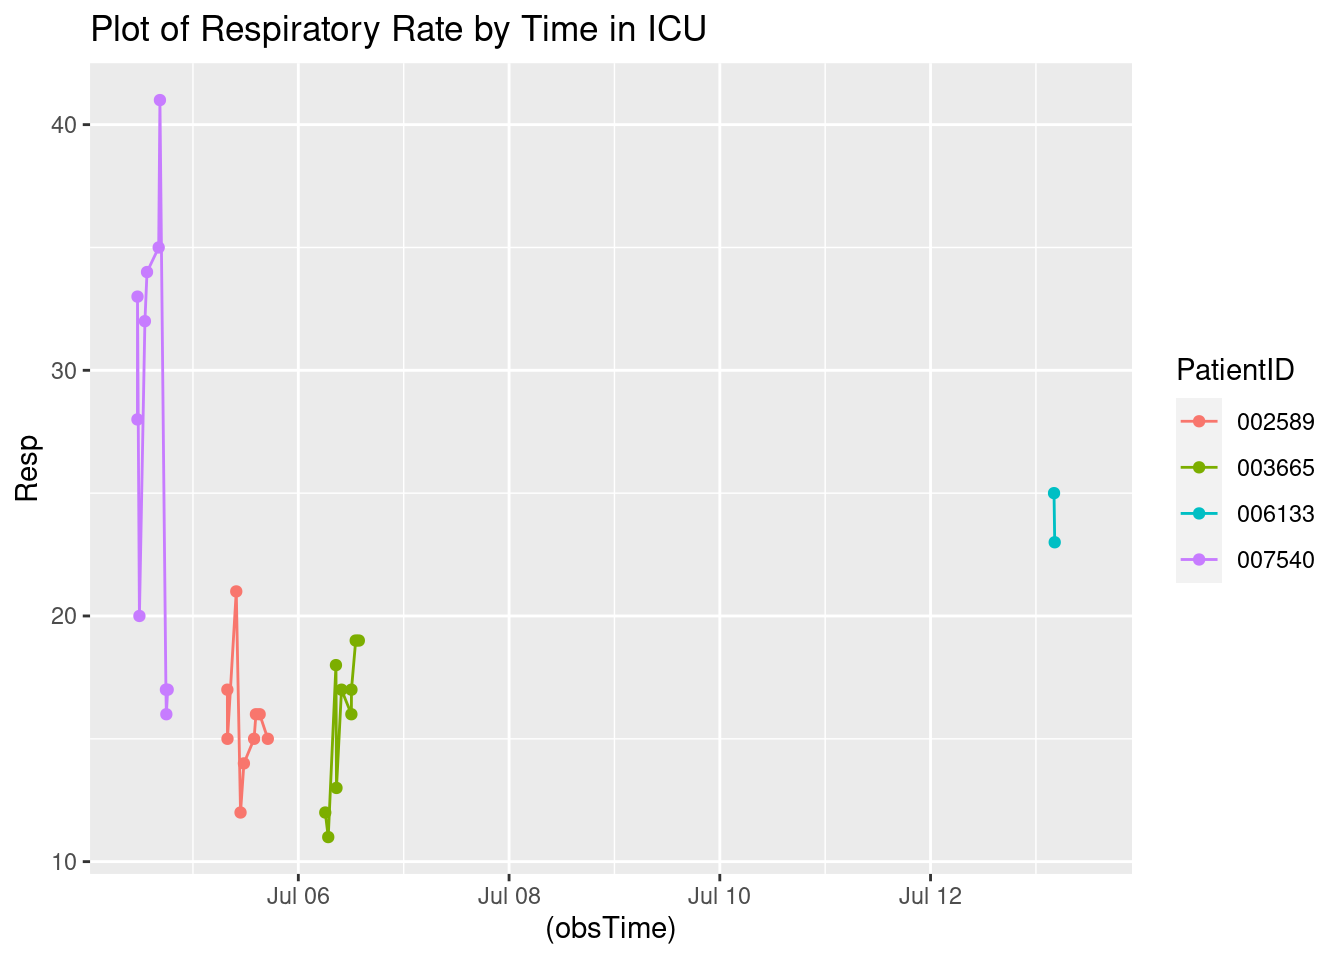 Plot of Respiratory Rate by Time in ICU
40
30
20
10
Resp
Jul 06
Jul 08
Jul 10
Jul 12
(obsTime)
PatientID
002589
003665
006133
007540